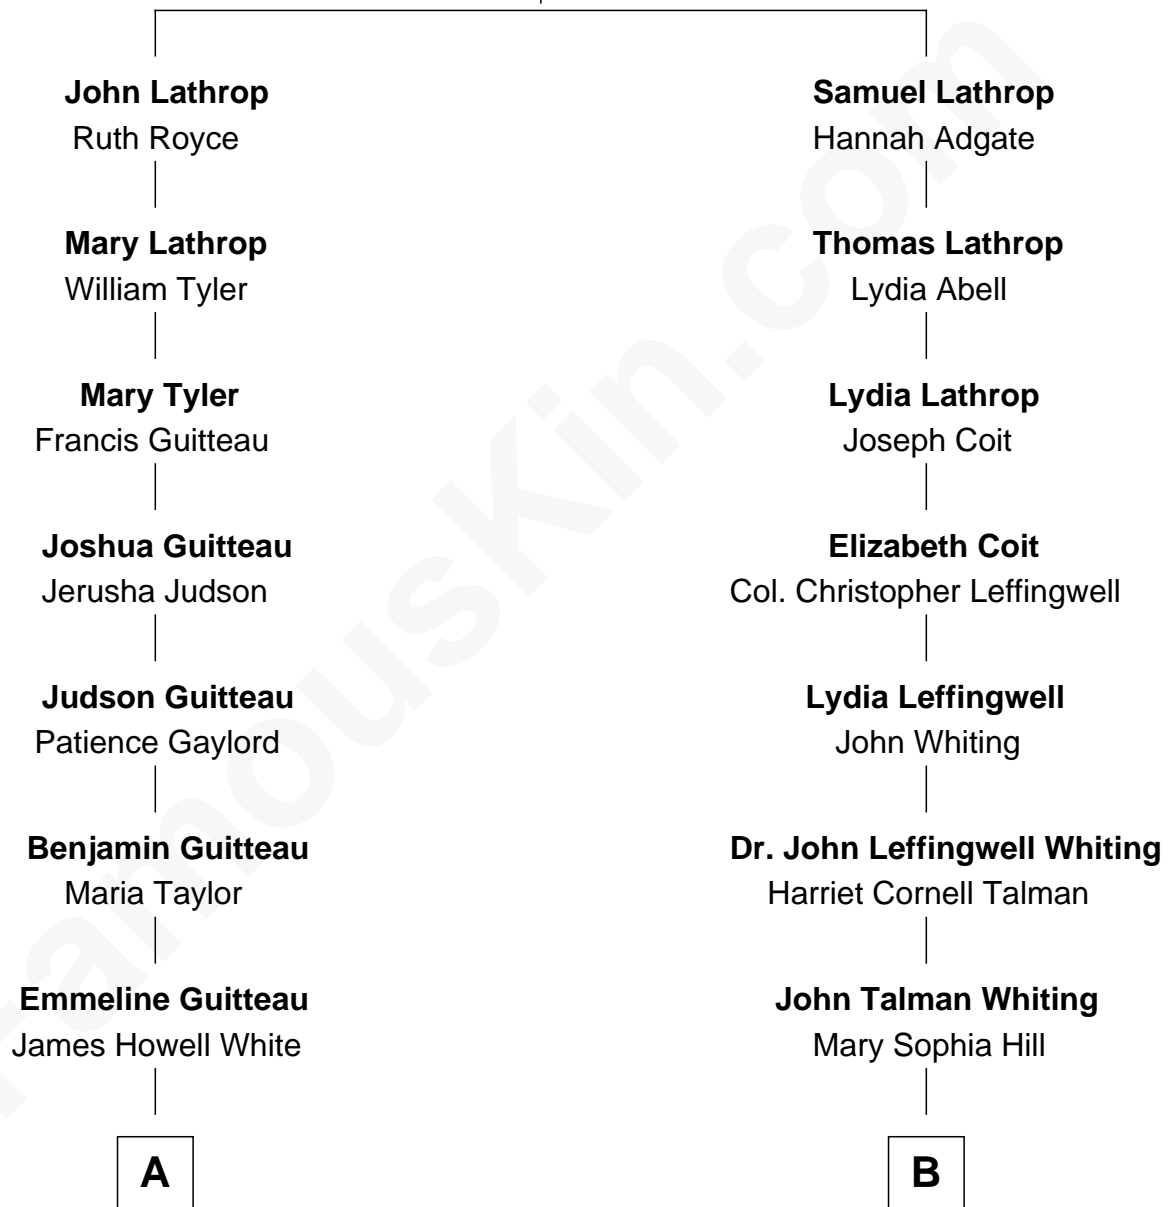 John Lathrop
Ruth Royce
Mary Lathrop
William Tyler
Mary Tyler
Francis Guitteau
Joshua Guitteau
Jerusha Judson
Judson Guitteau
Patience Gaylord
Benjamin Guitteau
Maria Taylor
Emmeline Guitteau
James Howell White
A
Samuel Lathrop
Hannah Adgate
Thomas Lathrop
Lydia Abell
Lydia Lathrop
Joseph Coit
Elizabeth Coit
Col. Christopher Leffingwell
Lydia Leffingwell
John Whiting
Dr. John Leffingwell Whiting
Harriet Cornell Talman
John Talman Whiting
Mary Sophia Hill
B
FamousKin.com